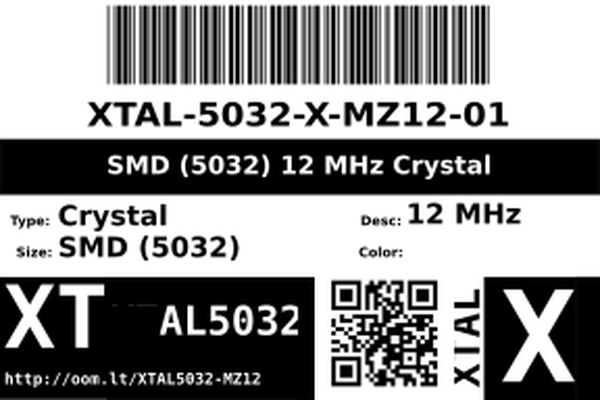 XTAL-5032-X-MZ12-01
SMD (5032) 12 MHz Crystal
Type: Crystal
Desc: 12 MHz
Size: SMD (5032)
Color:
XT
AL5032
http://oom.lt/XTAL5032-MZ12
XTAL
X